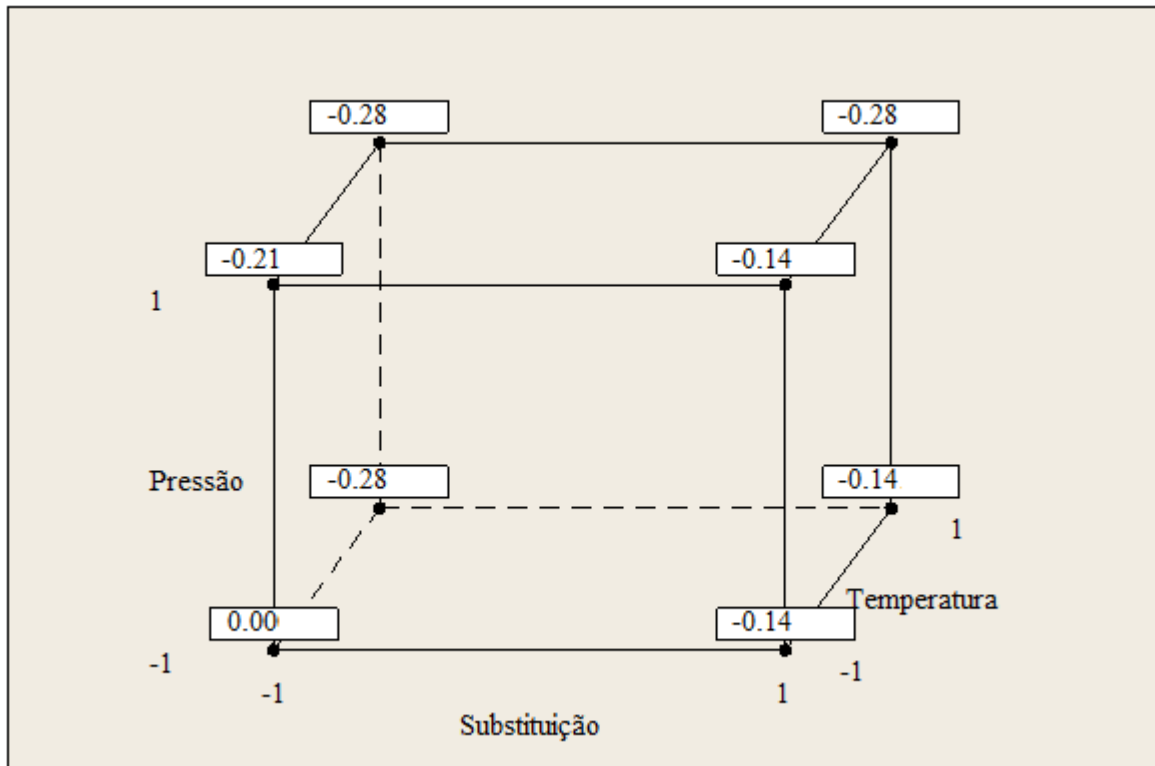 -0.28 -0.28
-0.21 -0.14
1
Pressão -0.28 -0.14
1
Temperatura
0.00 -0.14
-1 -1
-1 1
Substituição